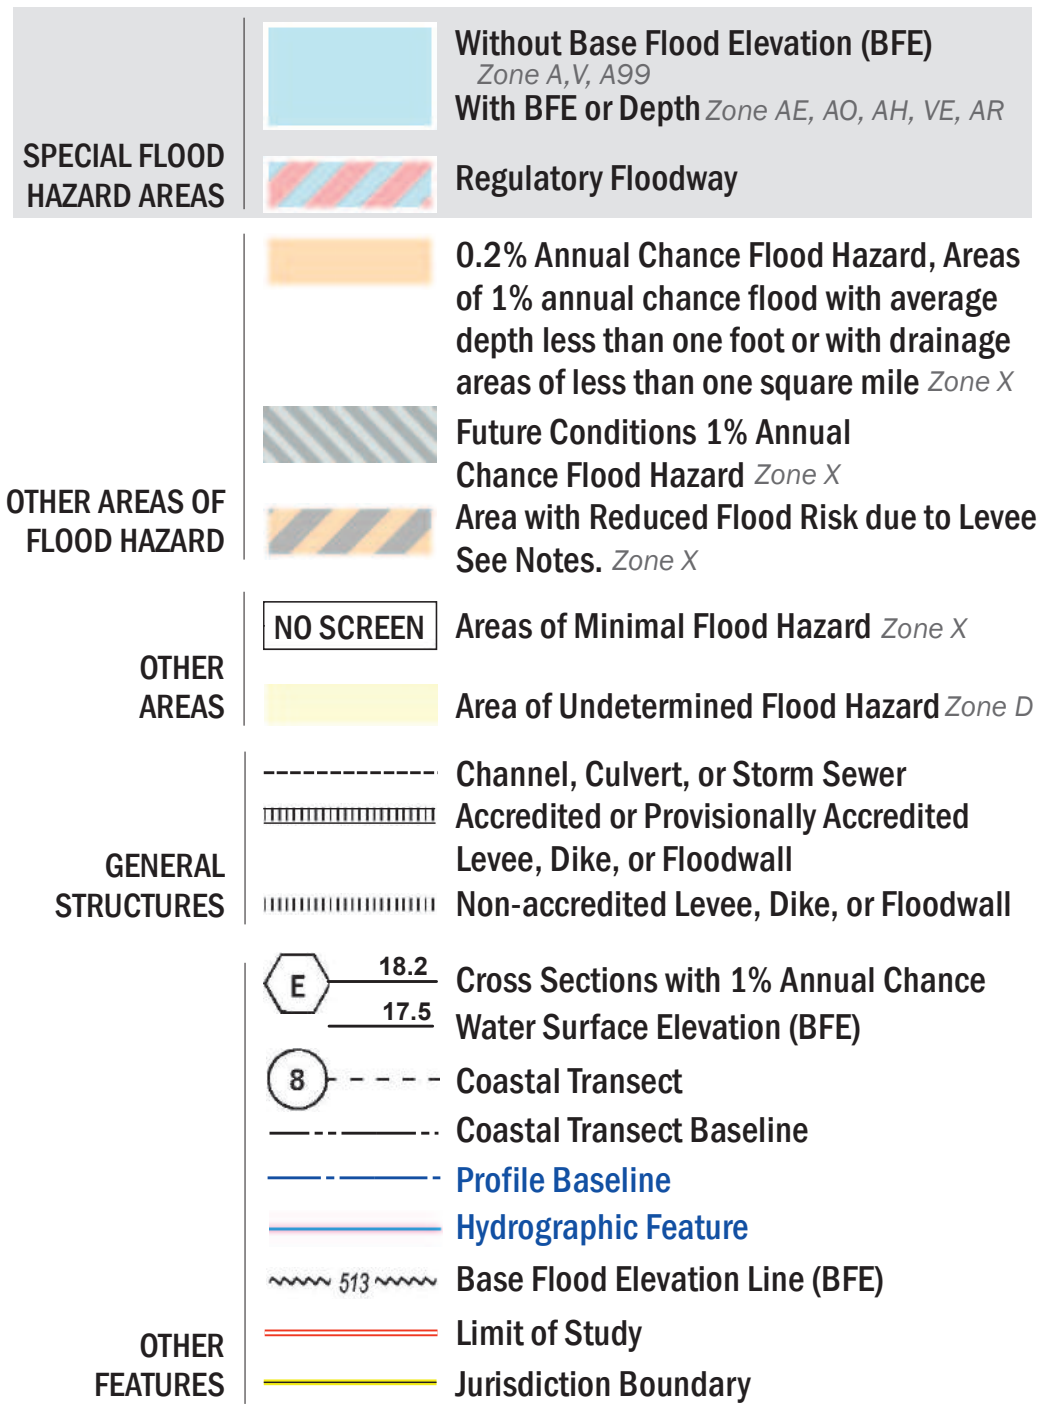 Without Base Flood Elevation (BFE)
Zone A,V, A99
With BFE or Depth Zone AE, AO, AH, VE, AR
SPECIAL FLOOD
HAZARD AREAS
Regulatory Floodway
0.2% Annual Chance Flood Hazard, Areas
of 1% annual chance flood with average
depth less than one foot or with drainage
areas of less than one square mile Zone X
Future Conditions 1% Annual
Chance Flood Hazard Zone X
OTHER AREAS OF
FLOOD HAZARD
Area with Reduced Flood Risk due to Levee
See Notes. Zone X
NO SCREEN Areas of Minimal Flood Hazard Zone X
OTHER
AREAS
Area of Undetermined Flood Hazard Zone D
Channel, Culvert, or Storm Sewer
Accredited or Provisionally Accredited
Levee, Dike, or Floodwall
GENERAL
STRUCTURES
Non-accredited Levee, Dike, or Floodwall
E 18.2 Cross Sections with 1% Annual Chance
17.5 Water Surface Elevation (BFE)
8 Coastal Transect
Coastal Transect Baseline
Profile Baseline
Hydrographic Feature
513 Base Flood Elevation Line (BFE)
Limit of Study
OTHER
FEATURES
Jurisdiction Boundary